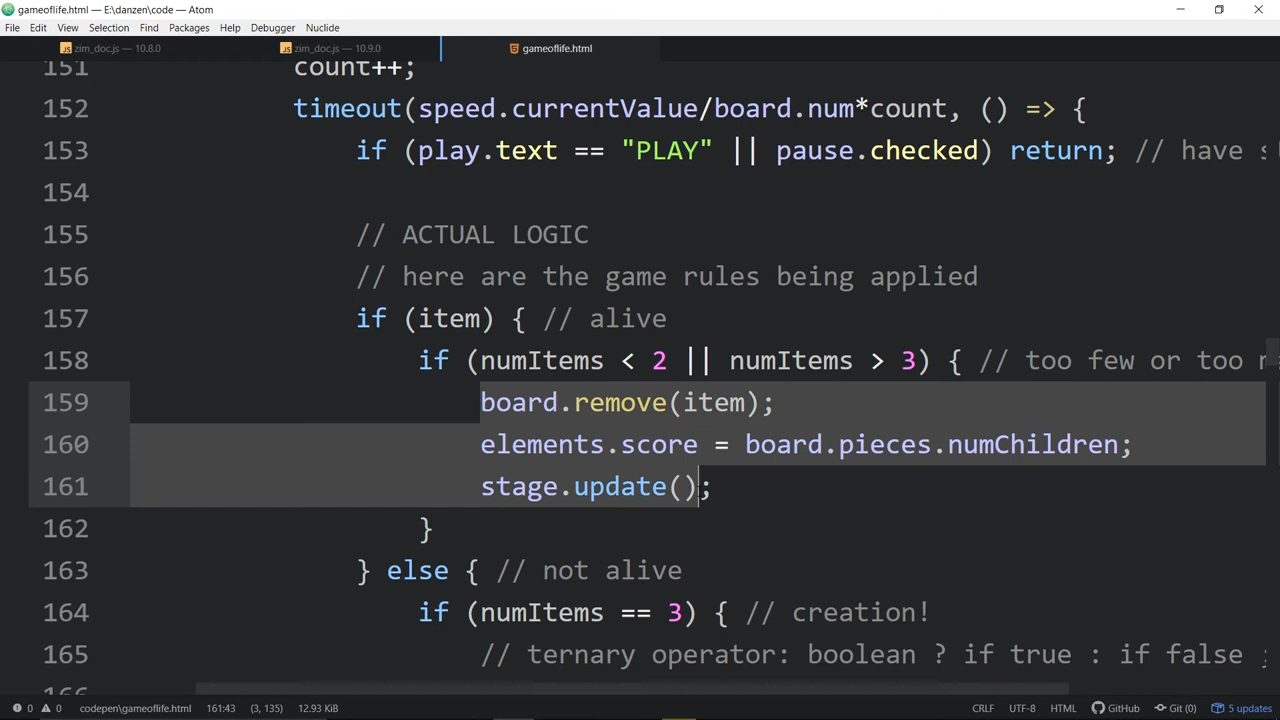 gameoflife.html — E:\danzen\code — Atom
File Edit View Selection Find Packages Help Debugger Nuclide
zim_doc.js — 10.8.0 zim_doc.js — 10.9.0 gameoflife.html
151 count++;
152 timeout(speed.currentValue/board.num*count, () => {
153 if (play.text == "PLAY" || pause.checked) return; // have
154
155 // ACTUAL LOGIC
156 // here are the game rules being applied
157 if (item) { // alive
158 if (numItems < 2 || numItems > 3) { // too few or too
159 board.remove(item);
160 elements.score = board.pieces.numChildren;
161 stage.update();
162 }
163 } else { // not alive
164 if (numItems == 3) { // creation!
165 // ternary operator: boolean ? if true : if false ;
0 0 codepen\gameoflife.html 161:43 (3, 135) 12.93 KiB CRLF UTF-8 HTML GitHub Git (0) 5 updates